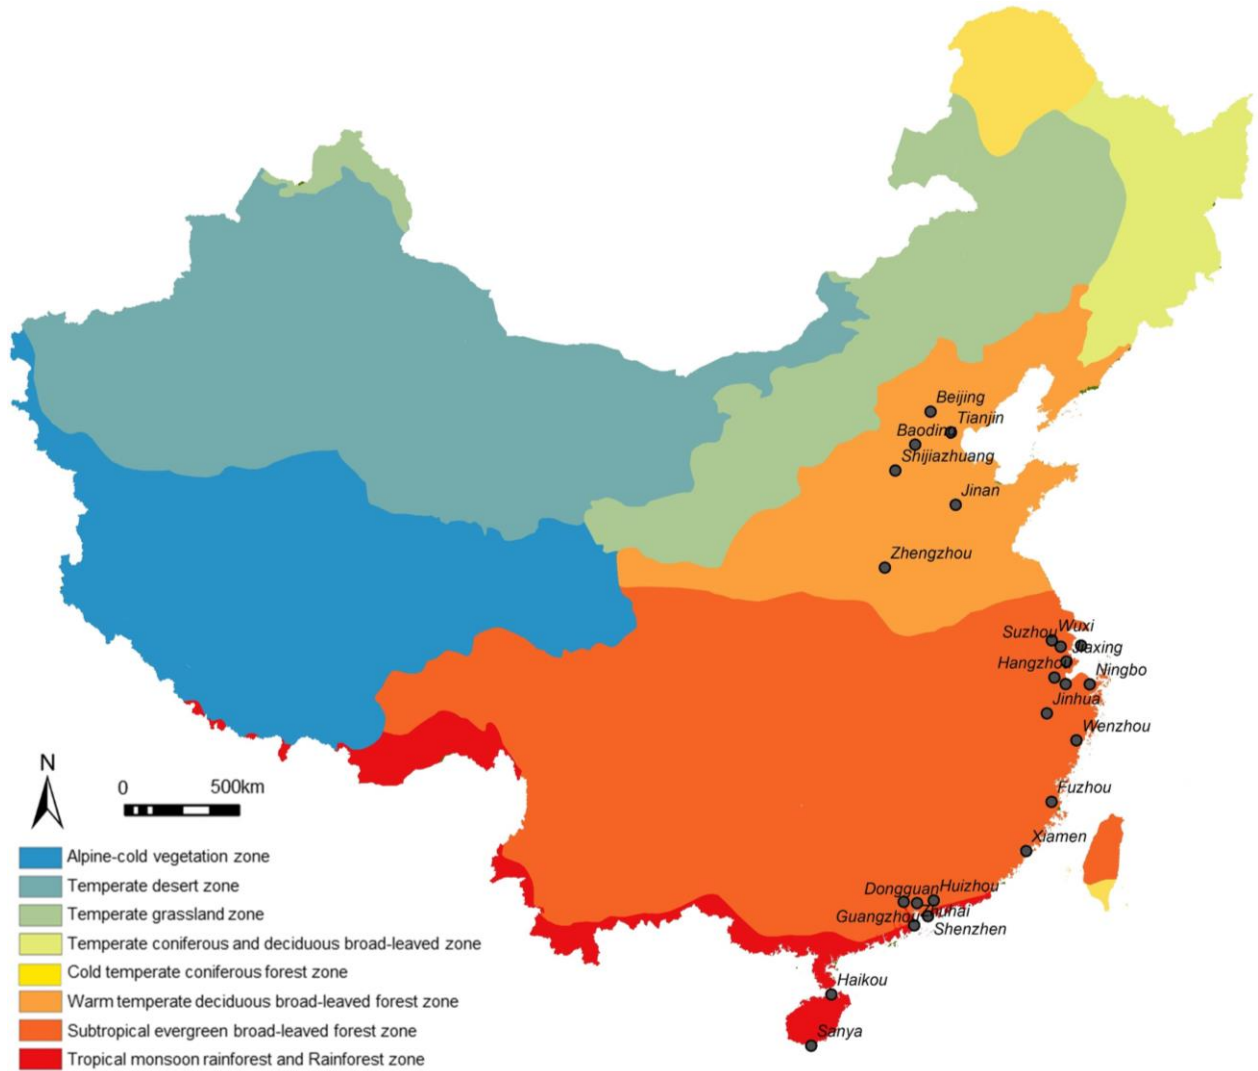 Beijing
Tianjin
Baoding
Shijiazhuang
Jinan
Zhengzhou
Suzhou
Wuxi
Jiaxing
Hangzhou
Ningbo
Jinhua
Wenzhou
Fuzhou
Xiamen
Dongguan
Huizhou
Guangzhou
Zhuhai
Shenzhen
Haikou
Sanya
N
0 500km
Alpine-cold vegetation zone
Temperate desert zone
Temperate grassland zone
Temperate coniferous and deciduous broad-leaved zone
Cold temperate coniferous forest zone
Warm temperate deciduous broad-leaved forest zone
Subtropical evergreen broad-leaved forest zone
Tropical monsoon rainforest and Rainforest zone